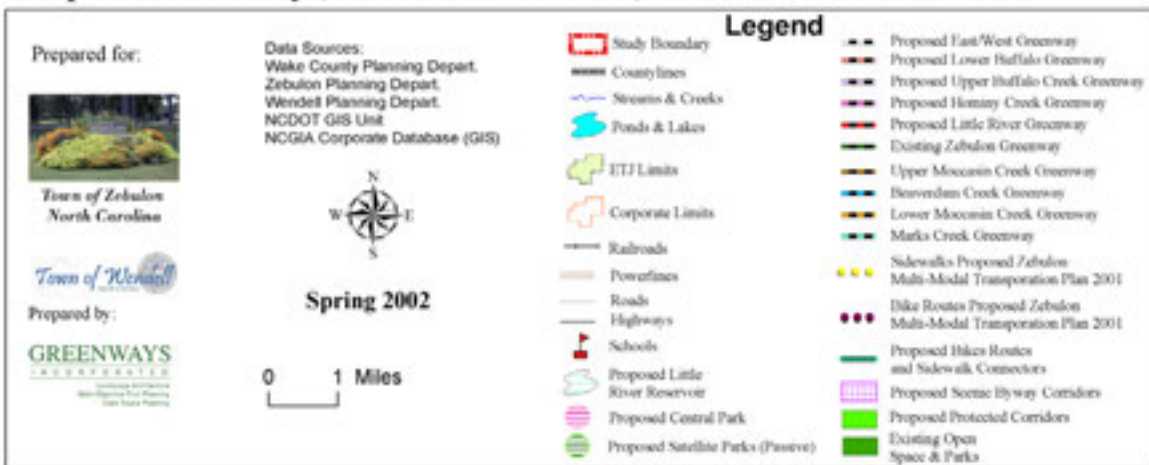 Legend
Prepared for:
Town of Zebulon
North Carolina
Town of Wendell
Prepared by:
GREENWAYS
INCORPORATED
Data Sources:
Wake County Planning Depart.
Zebulon Planning Depart.
Wendell Planning Depart.
NCDOT GIS Unit
NCGIA Corporate Database (GIS)
N
W E
S
Spring 2002
0 1 Miles
Study Boundary
Countylines
Streams & Creeks
Ponds & Lakes
ETJ Limits
Corporate Limits
Railroads
Powerlines
Roads
Highways
Schools
Proposed Little
River Reservoir
Proposed Central Park
Proposed Satellite Parks (Passive)
Proposed East/West Greenway
Proposed Lower Buffalo Greenway
Proposed Upper Buffalo Creek Greenway
Proposed Hominy Creek Greenway
Proposed Little River Greenway
Existing Zebulon Greenway
Upper Moccasin Creek Greenway
Beaverdam Creek Greenway
Lower Moccasin Creek Greenway
Marks Creek Greenway
Sidewalks Proposed Zebulon
Multi-Modal Transporation Plan 2001
Bike Routes Proposed Zebulon
Multi-Modal Transporation Plan 2001
Proposed Bikes Routes
and Sidewalk Connectors
Proposed Scenic Byway Corridors
Proposed Protected Corridors
Existing Open
Space & Parks